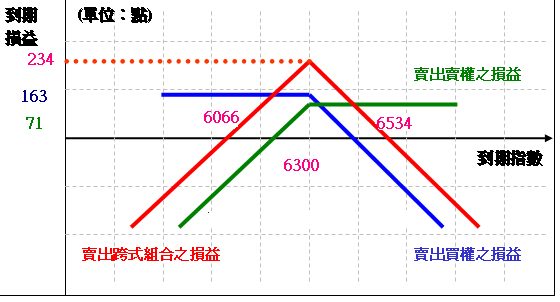 到期
損益
(單位：點)
234
163
71
賣出賣權之損益
6066
6534
6300
到期指數
賣出跨式組合之損益
賣出買權之損益